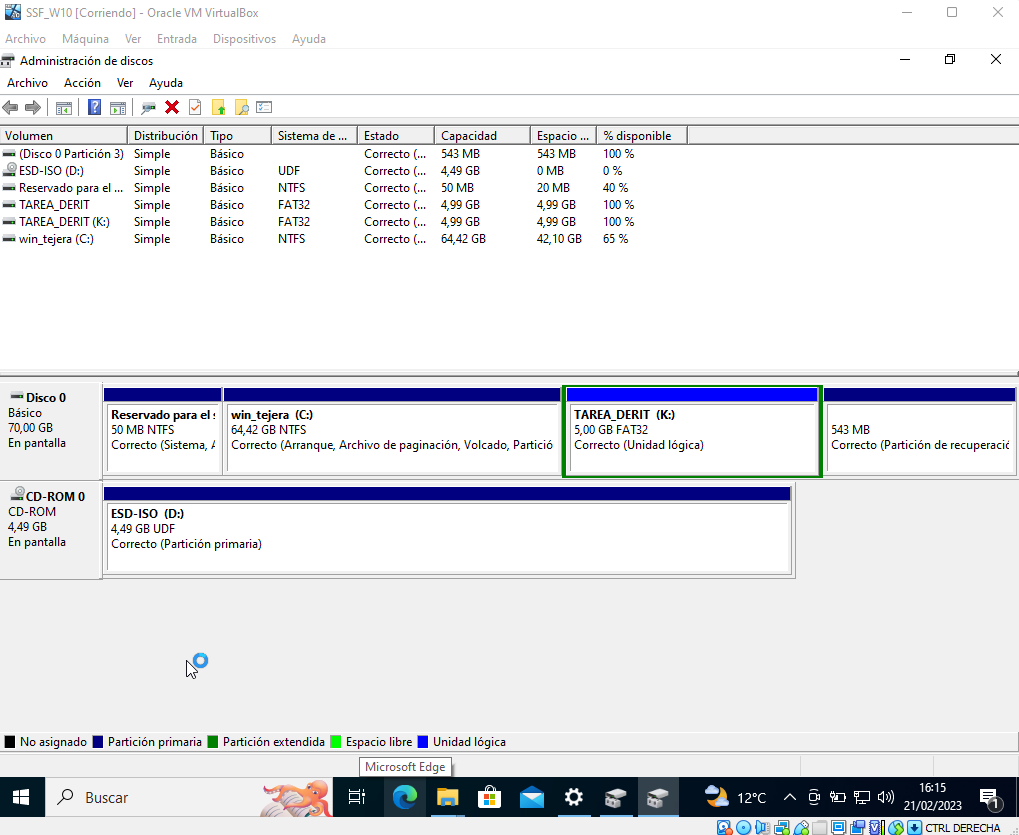 SSF_W10 [Corriendo] - Oracle VM VirtualBox
Archivo Máquina Ver Entrada Dispositivos Ayuda
Administración de discos
Archivo Acción Ver Ayuda
Volumen Distribución Tipo Sistema de ... Estado Capacidad Espacio ... % disponible
(Disco 0 Partición 3) Simple Básico Correcto (... 543 MB 543 MB 100 %
ESD-ISO (D:) Simple Básico UDF Correcto (... 4,49 GB 0 MB 0 %
Reservado para el ... Simple Básico NTFS Correcto (... 50 MB 20 MB 40 %
TAREA_DERIT Simple Básico FAT32 Correcto (... 4,99 GB 4,99 GB 100 %
TAREA_DERIT (K:) Simple Básico FAT32 Correcto (... 4,99 GB 4,99 GB 100 %
win_tejera (C:) Simple Básico NTFS Correcto (... 64,42 GB 42,10 GB 65 %
Disco 0
Básico
70,00 GB
En pantalla
Reservado para el
50 MB NTFS
Correcto (Sistema, A
win_tejera (C:)
64,42 GB NTFS
Correcto (Arranque, Archivo de paginación, Volcado, Partició
TAREA_DERIT (K:)
5,00 GB FAT32
Correcto (Unidad lógica)
543 MB
Correcto (Partición de recuperació
CD-ROM 0
CD-ROM
4,49 GB
En pantalla
ESD-ISO (D:)
4,49 GB UDF
Correcto (Partición primaria)
No asignado Partición primaria Partición extendida Espacio libre Unidad lógica
Microsoft Edge
Buscar
12°C
16:15
21/02/2023
1
CTRL DERECHA